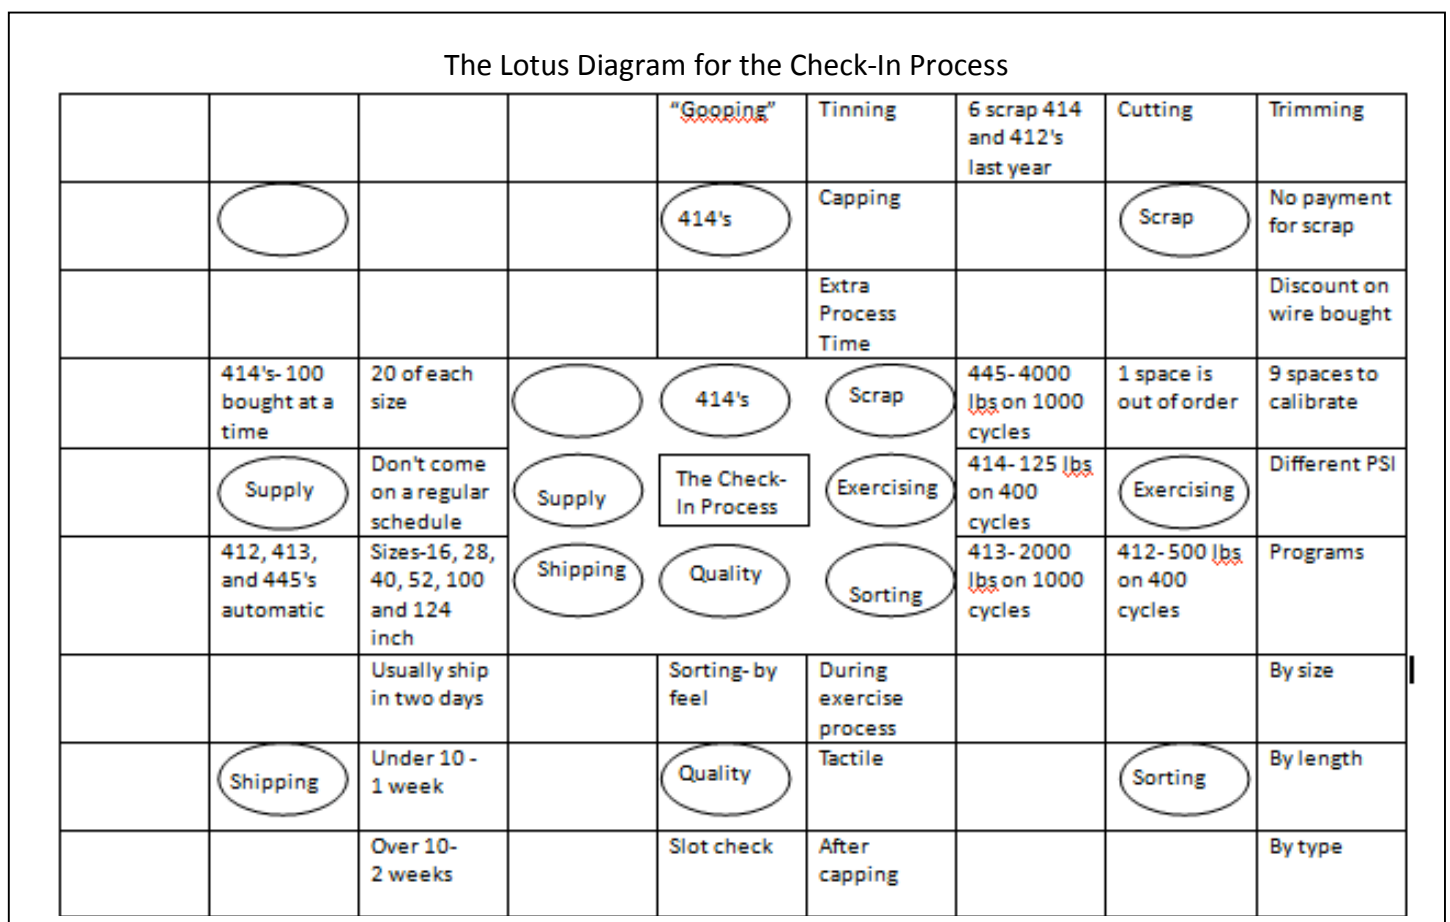 The Lotus Diagram for the Check-In Process
“Gooping”
Tinning
6 scrap 414
and 412's
last year
Cutting
Trimming
414's
Capping
Scrap
No payment
for scrap
Extra
Process
Time
Discount on
wire bought
414's- 100
bought at a
time
20 of each
size
414's
Scrap
445- 4000
lbs on 1000
cycles
1 space is
out of order
9 spaces to
calibrate
Supply
Don't come
on a regular
schedule
Supply
The Check-
In Process
Exercising
414- 125 lbs
on 400
cycles
Exercising
Different PSI
412, 413,
and 445's
automatic
Sizes-16, 28,
40, 52, 100
and 124
inch
Shipping
Quality
Sorting
413- 2000
lbs on 1000
cycles
412- 500 lbs
on 400
cycles
Programs
Usually ship
in two days
Sorting- by
feel
During
exercise
process
By size
Shipping
Under 10 -
1 week
Quality
Tactile
Sorting
By length
Over 10-
2 weeks
Slot check
After
capping
By type